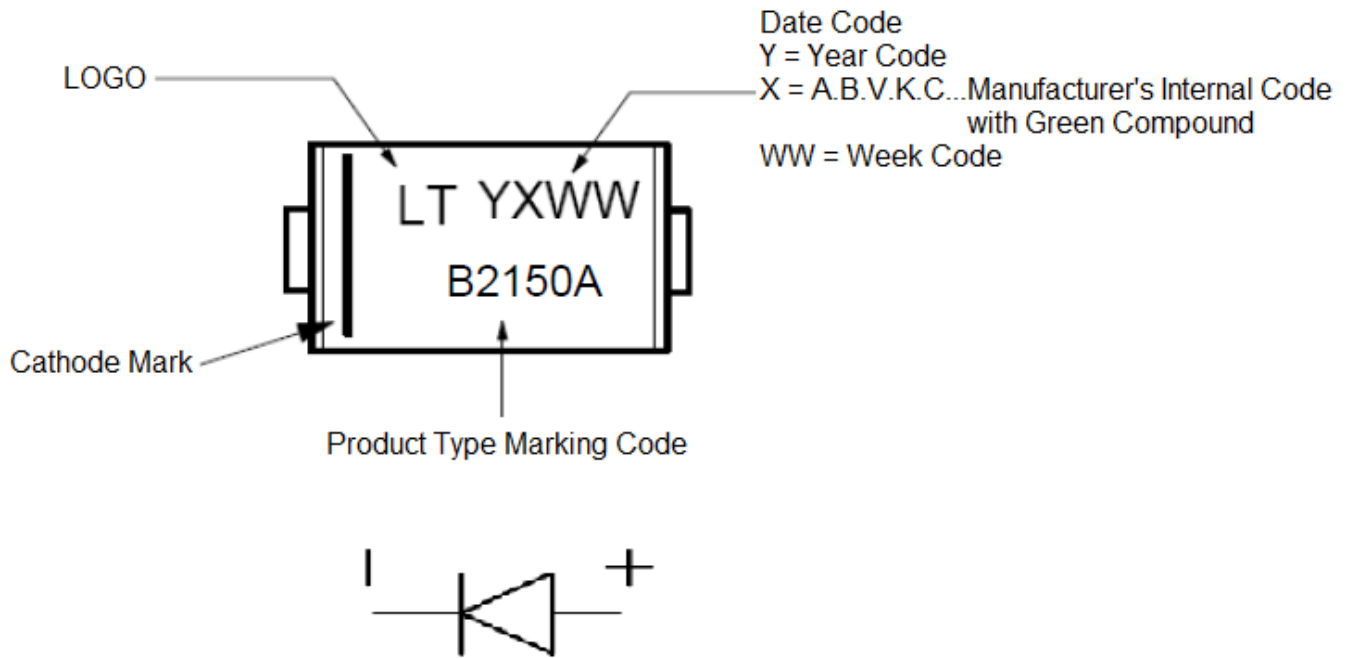 Date Code
Y = Year Code
LOGO
X = A.B.V.K.C...Manufacturer's Internal Code
with Green Compound
WW = Week Code
LT YXWW
B2150A
Cathode Mark
Product Type Marking Code
- +